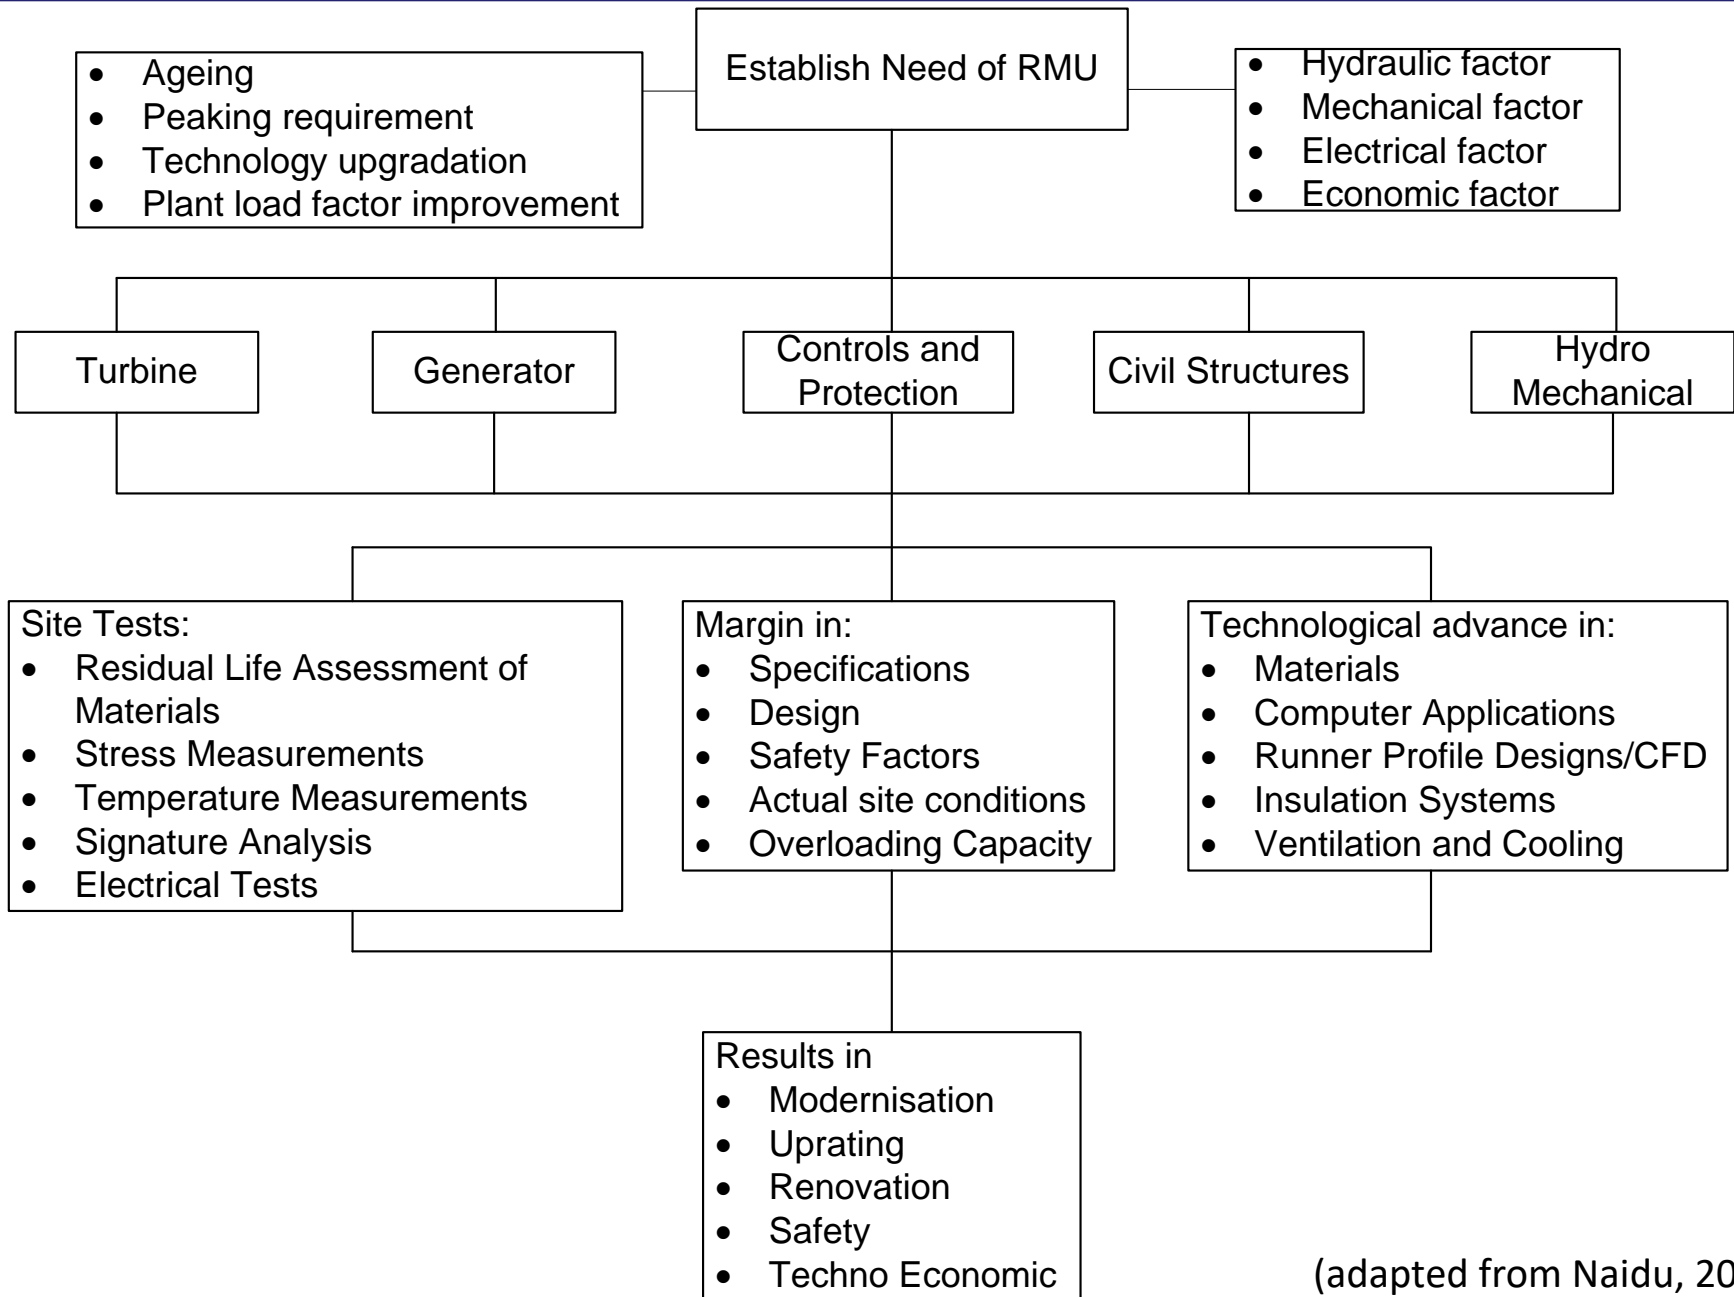 Establish Need of RMU
• Ageing
• Peaking requirement
• Technology upgradation
• Plant load factor improvement
• Hydraulic factor
• Mechanical factor
• Electrical factor
• Economic factor
Turbine
Generator
Controls and
Protection
Civil Structures
Hydro
Mechanical
Site Tests:
• Residual Life Assessment of
Materials
• Stress Measurements
• Temperature Measurements
• Signature Analysis
• Electrical Tests
Margin in:
• Specifications
• Design
• Safety Factors
• Actual site conditions
• Overloading Capacity
Technological advance in:
• Materials
• Computer Applications
• Runner Profile Designs/CFD
• Insulation Systems
• Ventilation and Cooling
Results in
• Modernisation
• Uprating
• Renovation
• Safety
• Techno Economic
(adapted from Naidu, 20